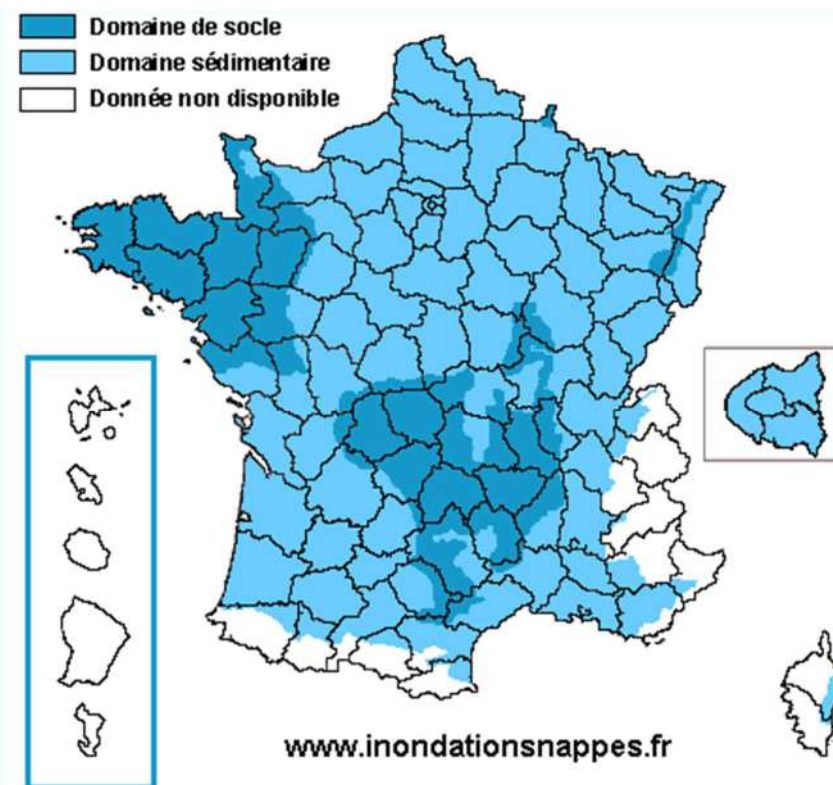 Domaine de socle
Domaine sédimentaire
Donnée non disponible
www.inondationsnappes.fr